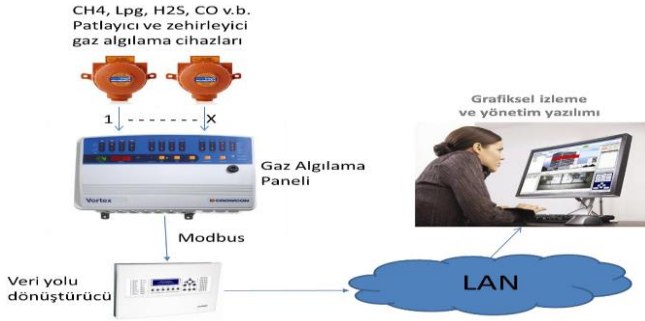 CH4, Lpg, H2S, CO v.b.
Patlayıcı ve zehirleyici
gaz algılama cihazları
1 - - - - - - - X
Grafiksel izleme
ve yönetim yazılımı
Gaz Algılama
Paneli
Vortex
CROWCON
Modbus
Veri yolu
dönüştürücü
LAN